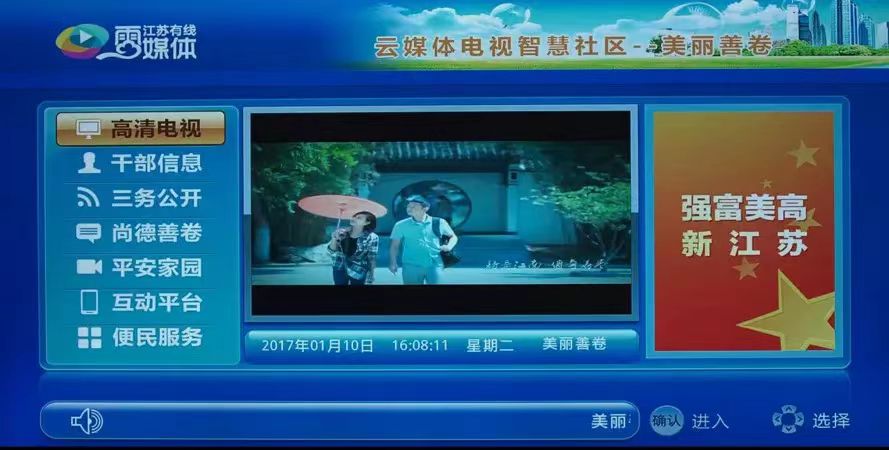 江苏有线
云媒体
云媒体电视智慧社区--美丽善卷
高清电视
干部信息
三务公开
尚德善卷
平安家园
互动平台
便民服务
2017年01月10日 16:08:11 星期二 美丽善卷
强富美高
新江苏
美丽
确认 进入
选择